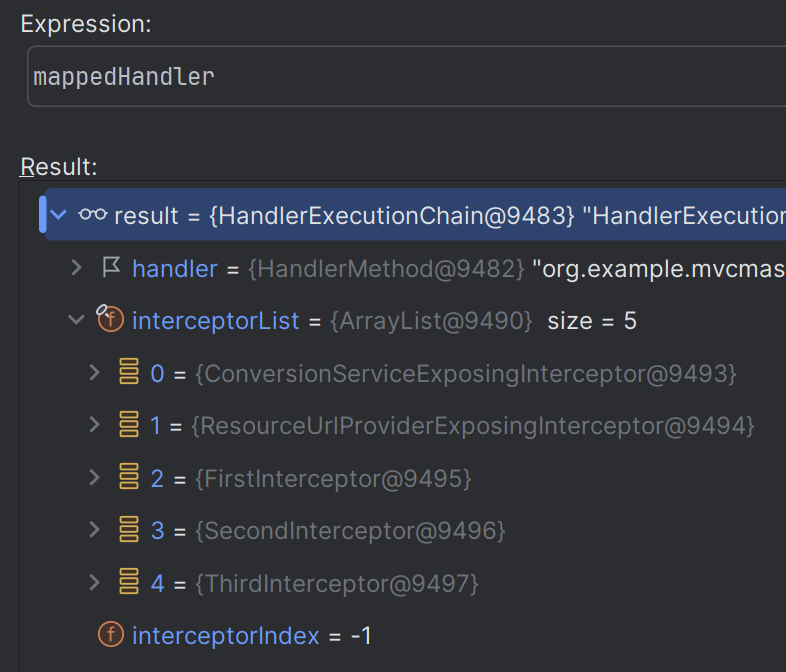 Expression:
mappedHandler
Result:
result = {HandlerExecutionChain@9483} "HandlerExecution
handler = {HandlerMethod@9482} "org.example.mvcmas
interceptorList = {ArrayList@9490} size = 5
0 = {ConversionServiceExposingInterceptor@9493}
1 = {ResourceUrlProviderExposingInterceptor@9494}
2 = {FirstInterceptor@9495}
3 = {SecondInterceptor@9496}
4 = {ThirdInterceptor@9497}
f interceptorIndex = -1